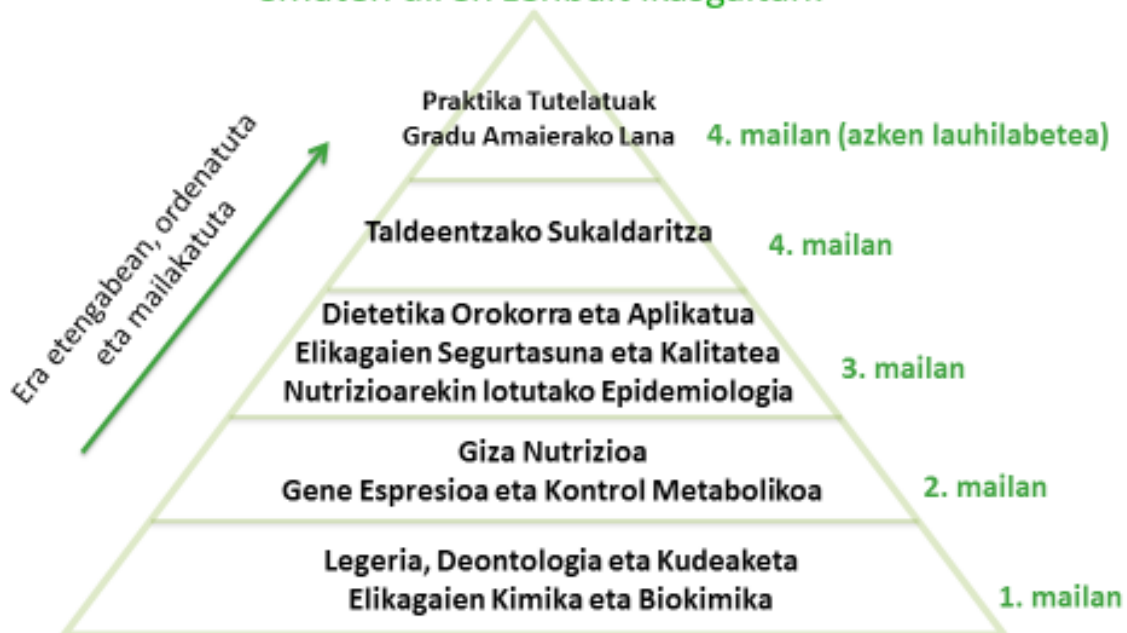 Praktika Tutelatuak
Gradu Amaierako Lana
4. mailan (azken lauhilabetea)
Era etengabean, ordenatuta
eta mailakatuta
Taldeentzako Sukaldaritza
4. mailan
Dietetika Orokorra eta Aplikatua
Elikagaien Segurtasuna eta Kalitatea
Nutrizioarekin lotutako Epidemiologia
3. mailan
Giza Nutrizioa
Gene Espresioa eta Kontrol Metabolikoa
2. mailan
Legeria, Deontologia eta Kudeaketa
Elikagaien Kimika eta Biokimika
1. mailan